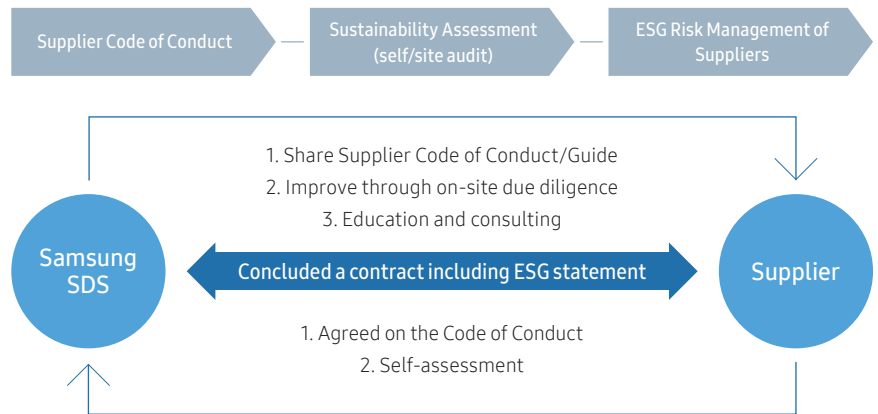 Supplier Code of Conduct
Sustainability Assessment
(self/site audit)
ESG Risk Management of
Suppliers
1. Share Supplier Code of Conduct/Guide
2. Improve through on-site due diligence
3. Education and consulting
Samsung
SDS
Concluded a contract including ESG statement
Supplier
1. Agreed on the Code of Conduct
2. Self-assessment